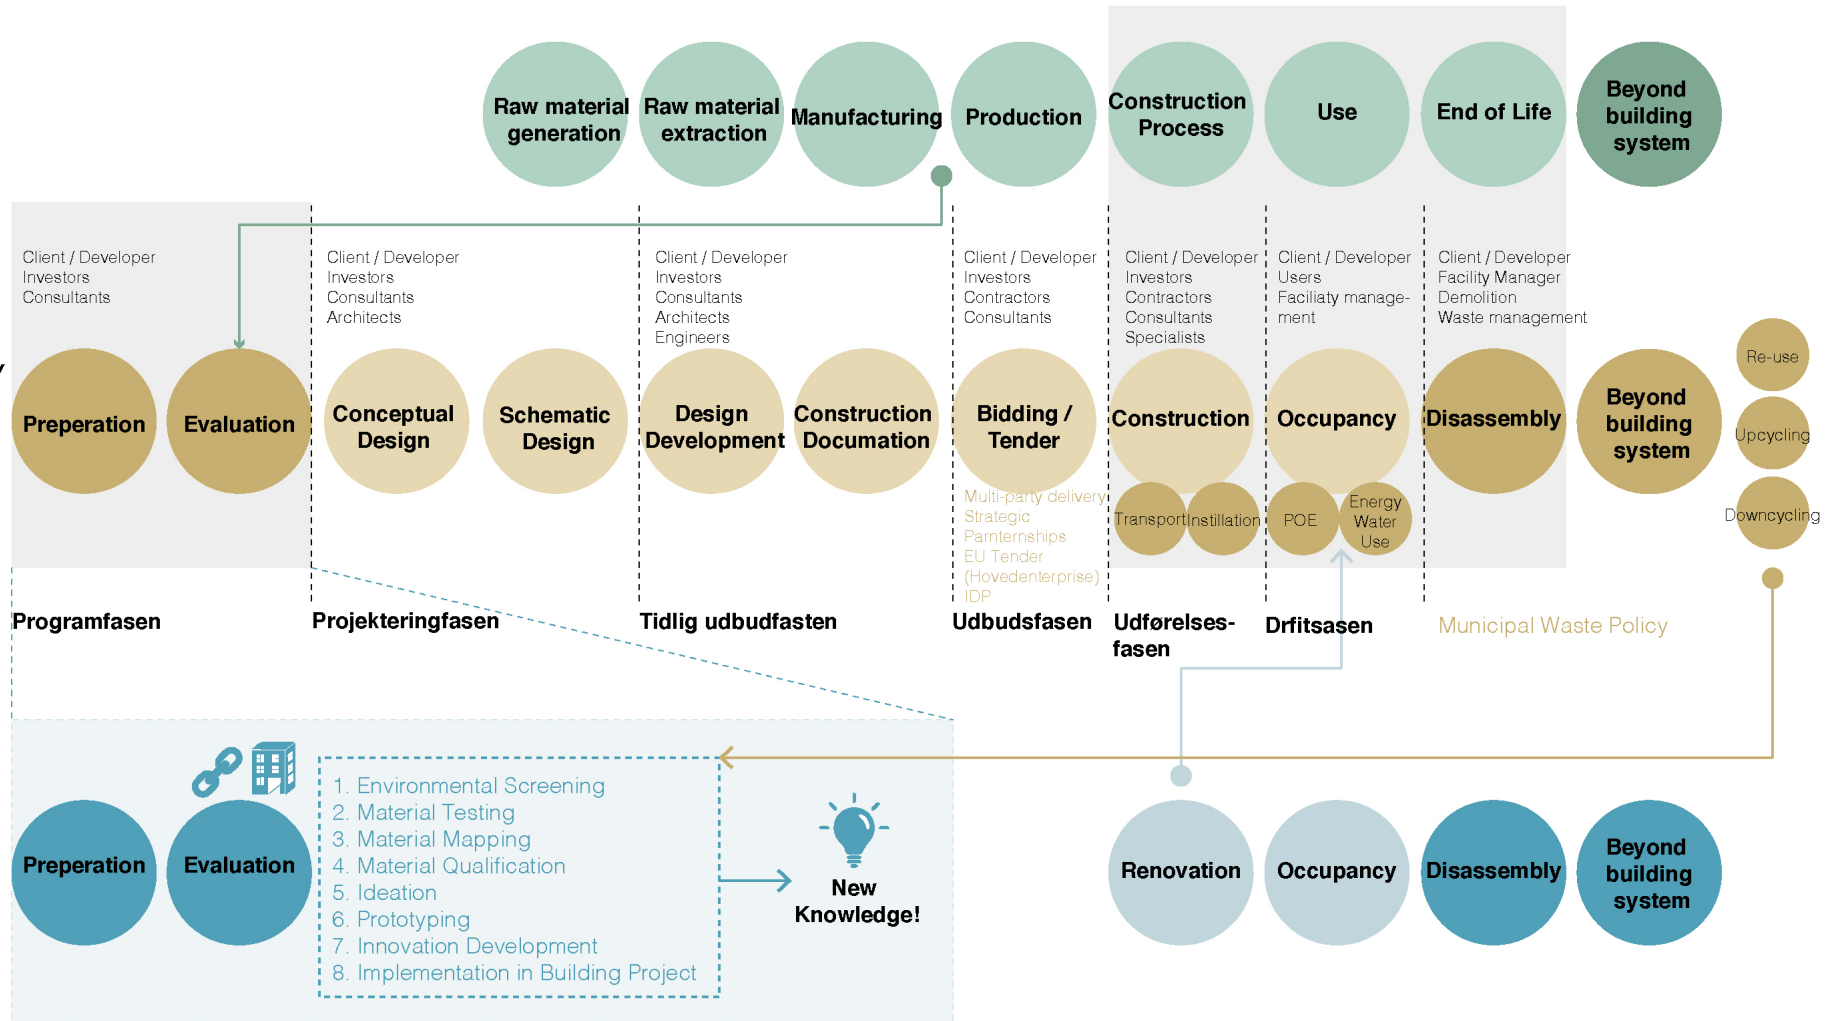 Raw material
generation
Raw material
extraction
Manufacturing
Production
Construction
Process
Use
End of Life
Beyond
building
system
Client / Developer
Investors
Consultants
Client / Developer
Investors
Consultants
Architects
Client / Developer
Investors
Consultants
Architects
Engineers
Client / Developer
Investors
Contractors
Consultants
Client / Developer
Investors
Contractors
Consultants
Specialists
Client / Developer
Users
Faciliaty manage-
ment
Client / Developer
Facility Manager
Demolition
Waste management
Preperation
Evaluation
Conceptual
Design
Schematic
Design
Design
Development
Construction
Documation
Bidding /
Tender
Construction
Occupancy
Disassembly
Beyond
building
system
Re-use
Upcycling
Downcycling
Multi-party delivery
Strategic
Parnternships
EU Tender
(Hovedenterprise)
IDP
Transport
Instillation
POE
Energy
Water
Use
Programfasen
Projekteringfasen
Tidlig udbudfasten
Udbudsfasen
Udførelses-
fasen
Drfitsasen
Municipal Waste Policy
Preperation
Evaluation
1. Environmental Screening
2. Material Testing
3. Material Mapping
4. Material Qualification
5. Ideation
6. Prototyping
7. Innovation Development
8. Implementation in Building Project
New
Knowledge!
Renovation
Occupancy
Disassembly
Beyond
building
system